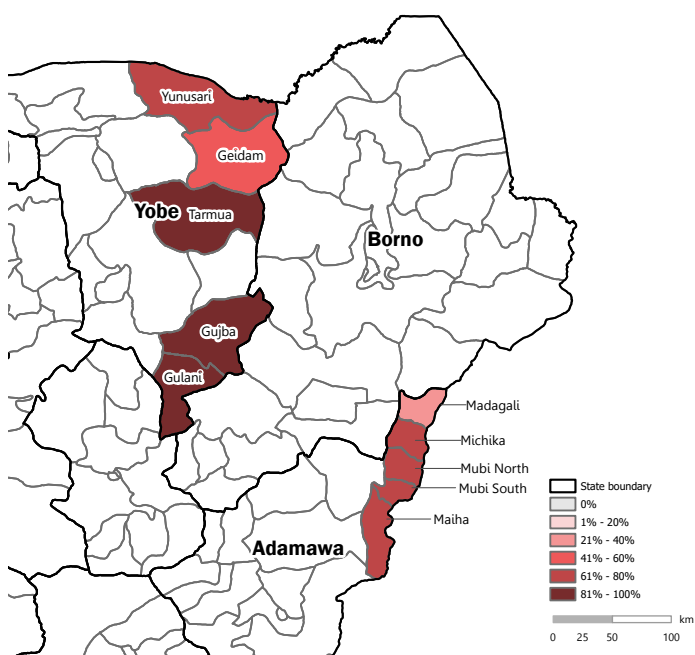 Yunusari
Geidam
Yobe
Tarmua
Borno
Gujba
Gulani
Madagali
Michika
Mubi North
Mubi South
Maiha
Adamawa
State boundary
0%
1% - 20%
21% - 40%
41% - 60%
61% - 80%
81% - 100%
km
0 25 50 100